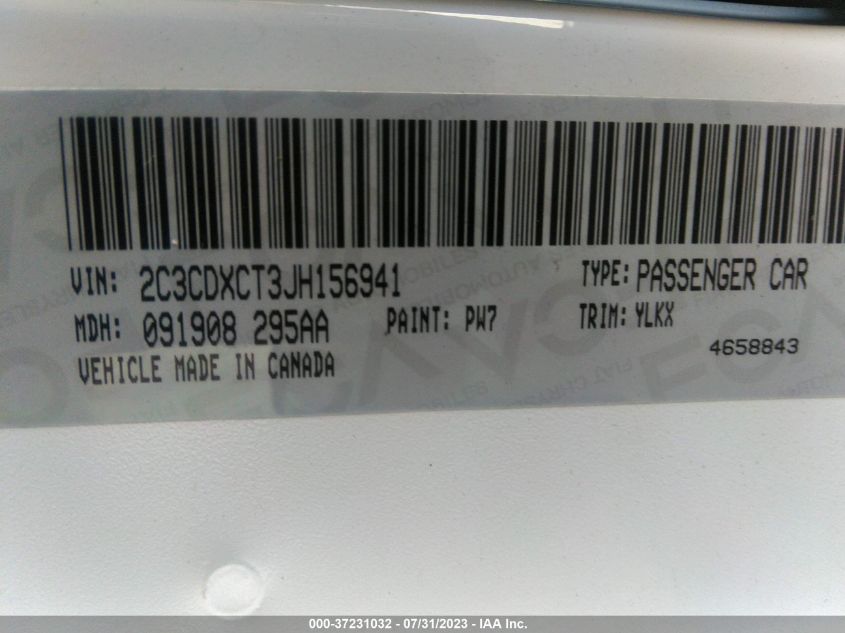 VIN: 2C3CDXCT3JH156941 TYPE: PASSENGER CAR
MDH: 091908 295AA PAINT: PW7 TRIM: YLKX
4658843
VEHICLE MADE IN CANADA
000-37231032 - 07/31/2023 - IAA Inc.